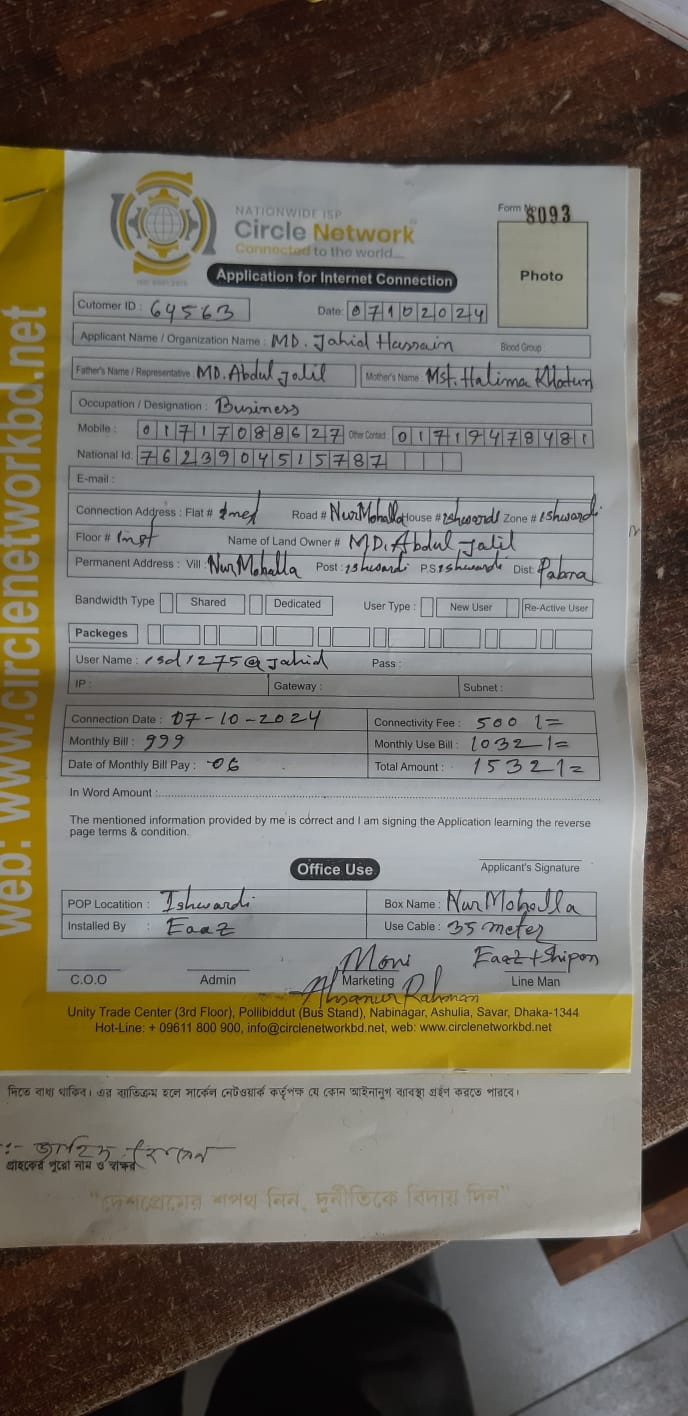 web: www.circlenetworkbd.net
NATIONWIDE ISP
Circle Network
Connected to the world...
Form No 8093
Photo
Application for Internet Connection
Cutomer ID : 64563 Date: 07102024
Applicant Name / Organization Name : MD. Jahid Hassain Blood Group:
Father's Name / Representative : MD. Abdul Jalil Mother's Name : Mst. Halima Khatun
Occupation / Designation : Business
Mobile : 01717088627 Other Contact : 01719478481
National Id: 7623904515787
E-mail :
Connection Address : Flat # Road # Nur Mohalla House # Ishwardi Zone # Ishwardi
Floor # Name of Land Owner # MD. Abdul Jalil
Permanent Address : Vill : Nur Mohalla Post : Ishwardi P.S : Ishwardi Dist: Pabna
Bandwidth Type Shared Dedicated User Type : New User Re-Active User
Packeges
User Name : isd1275@Jahid Pass :
IP : Gateway : Subnet :
Connection Date : 07-10-2024 Connectivity Fee : 500/=
Monthly Bill : 999 Monthly Use Bill : 1032/=
Date of Monthly Bill Pay : 06 Total Amount : 1532/=
In Word Amount :
The mentioned information provided by me is correct and I am signing the Application learning the reverse
page terms & condition.
Applicant's Signature
Office Use
POP Locatition : Ishwardi Box Name : Nur Mohalla
Installed By : Eaaz Use Cable : 35 meter
Moni Eaaz + Shipon
C.O.O Admin Marketing Line Man
Ahsanur Rahman
Unity Trade Center (3rd Floor), Pollibiddut (Bus Stand), Nabinagar, Ashulia, Savar, Dhaka-1344
Hot-Line: + 09611 800 900, info@circlenetworkbd.net, web: www.circlenetworkbd.net
দিতে বাধ্য থাকিব। এর ব্যতিক্রম হলে সার্কেল নেটওয়ার্ক কর্তৃপক্ষ যে কোন আইনানুগ ব্যাবস্থা গ্রহণ করতে পারবে।
:- জাহিদ হোসেন
গ্রাহকের পুরো নাম ও স্বাক্ষর
"দেশপ্রেমের শপথ নিন, দুর্নীতিকে বিদায় দিন"